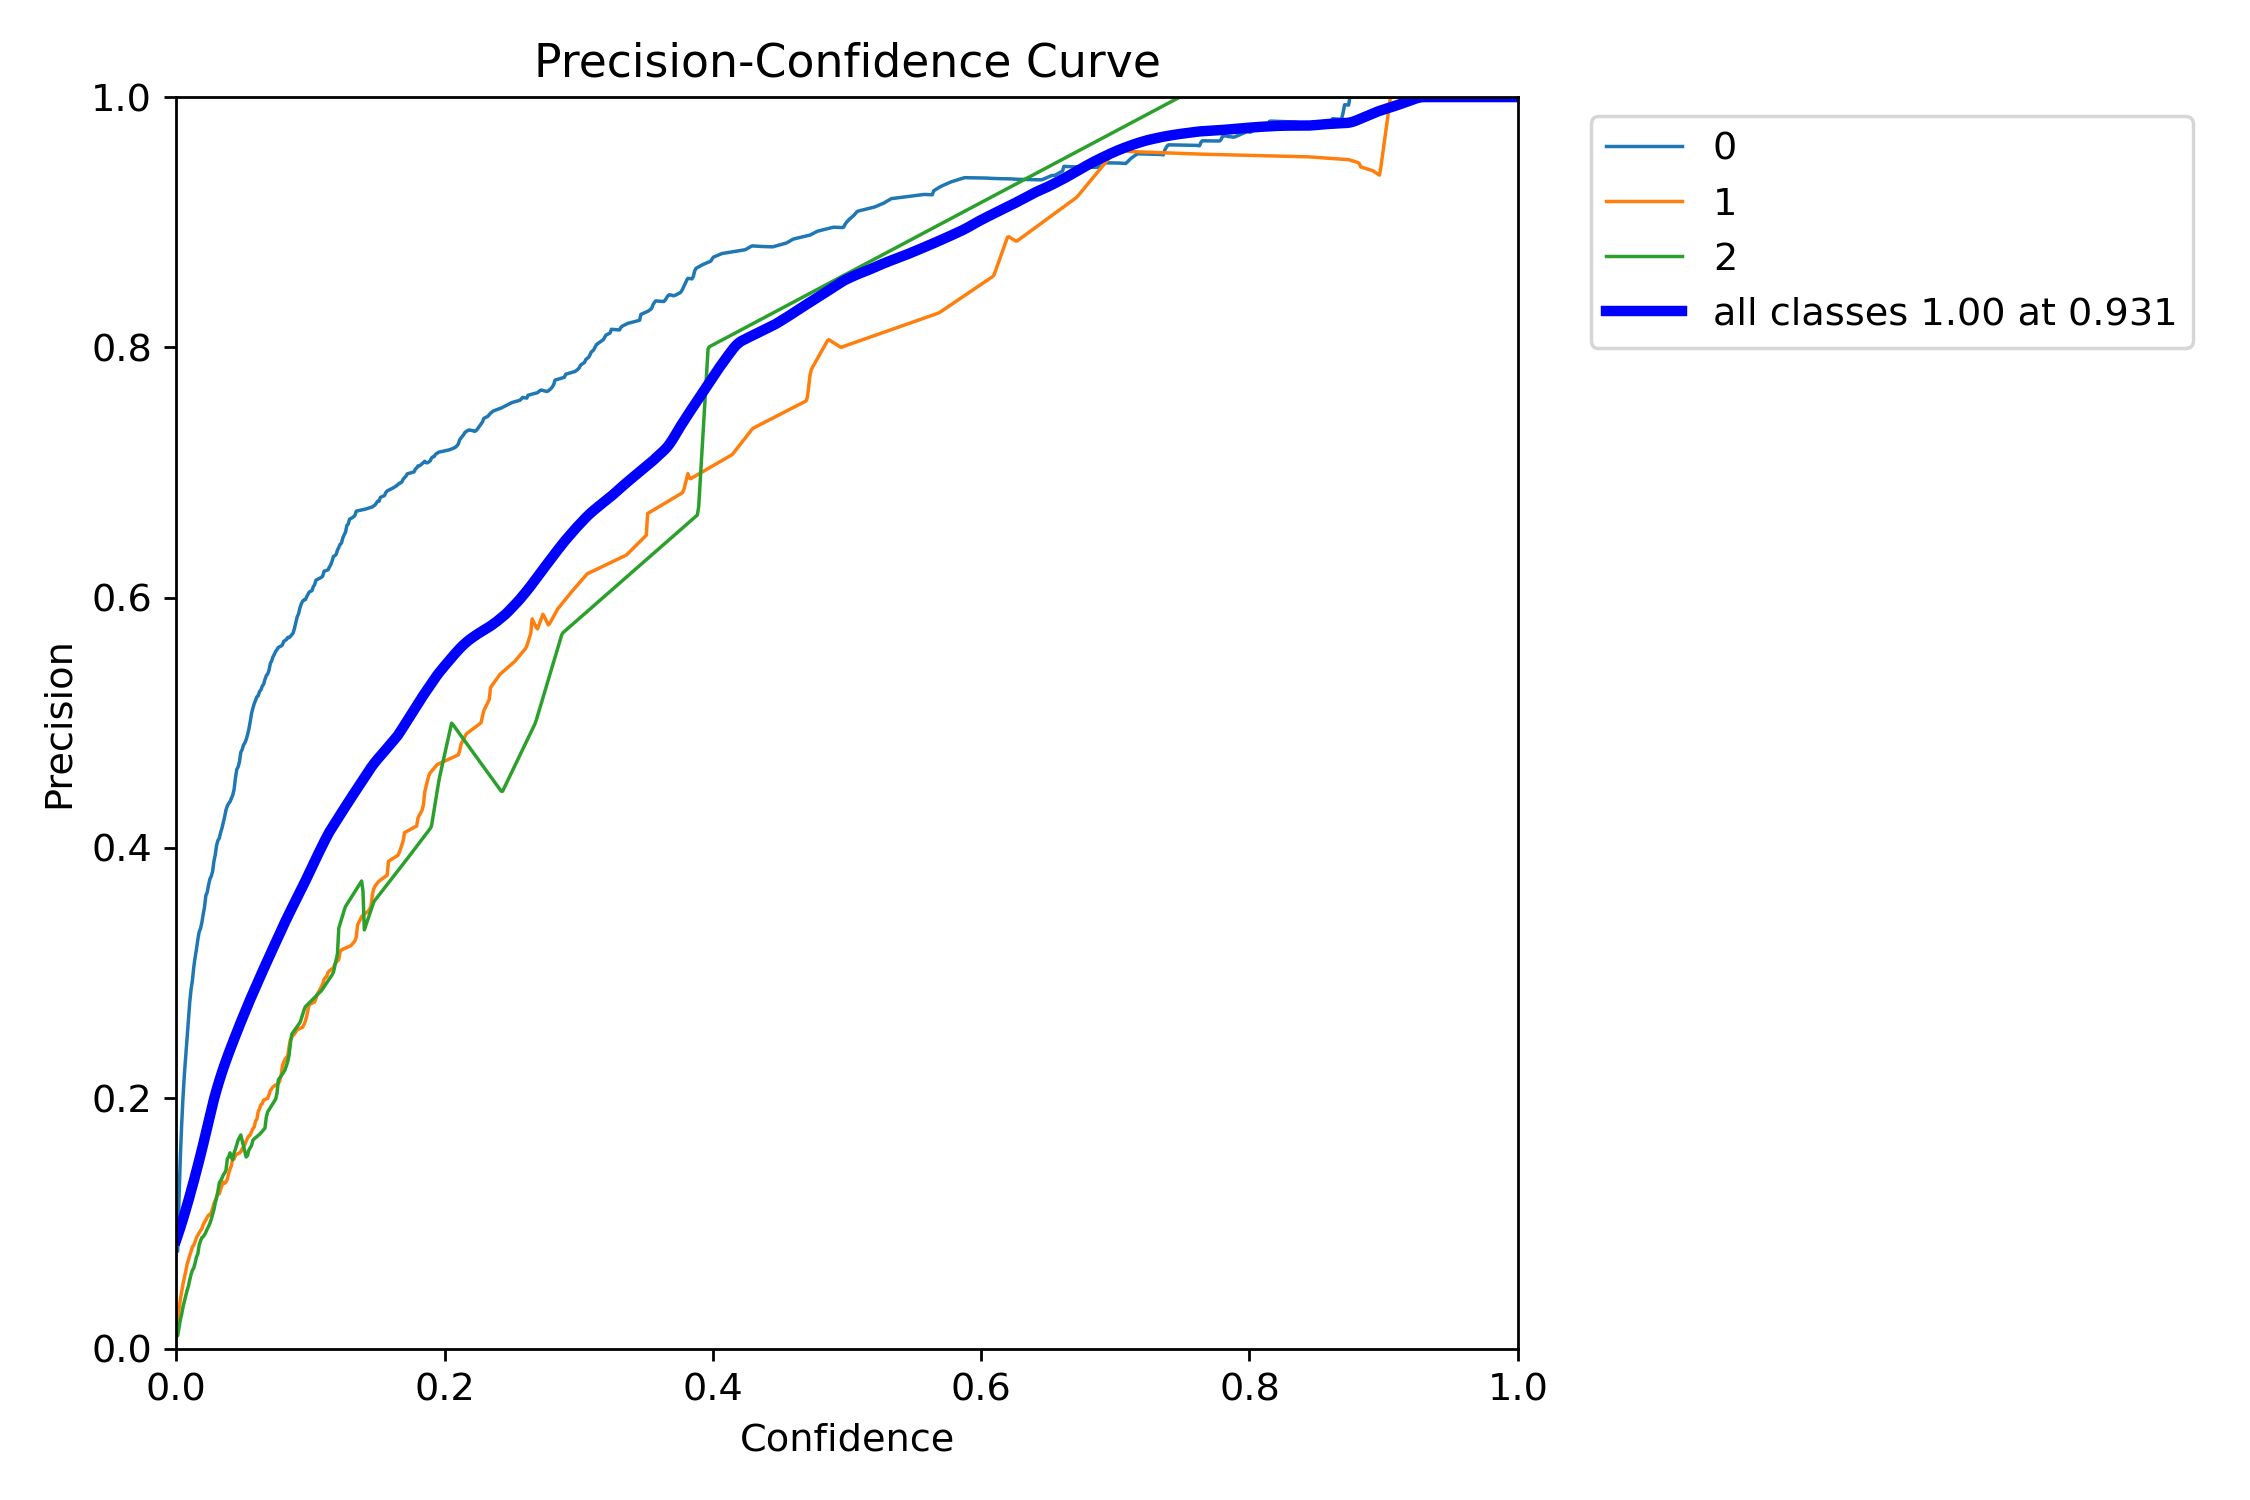 Precision-Confidence Curve
1.0
0.8
0.6
0.4
0.2
0.0
Precision
0.0 0.2 0.4 0.6 0.8 1.0
Confidence
0
1
2
all classes 1.00 at 0.931